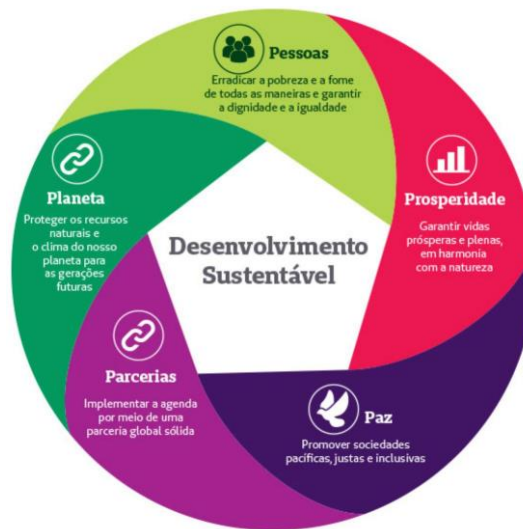 Pessoas
Erradicar a pobreza e a fome
de todas as maneiras e garantir
a dignidade e a igualdade
Prosperidade
Garantir vidas
prósperas e plenas,
em harmonia
com a natureza
Paz
Promover sociedades
pacíficas, justas e inclusivas
Parcerias
Implementar a agenda
por meio de uma
parceria global sólida
Planeta
Proteger os recursos
naturais e
o clima do nosso
planeta para
as gerações
futuras
Desenvolvimento
Sustentável